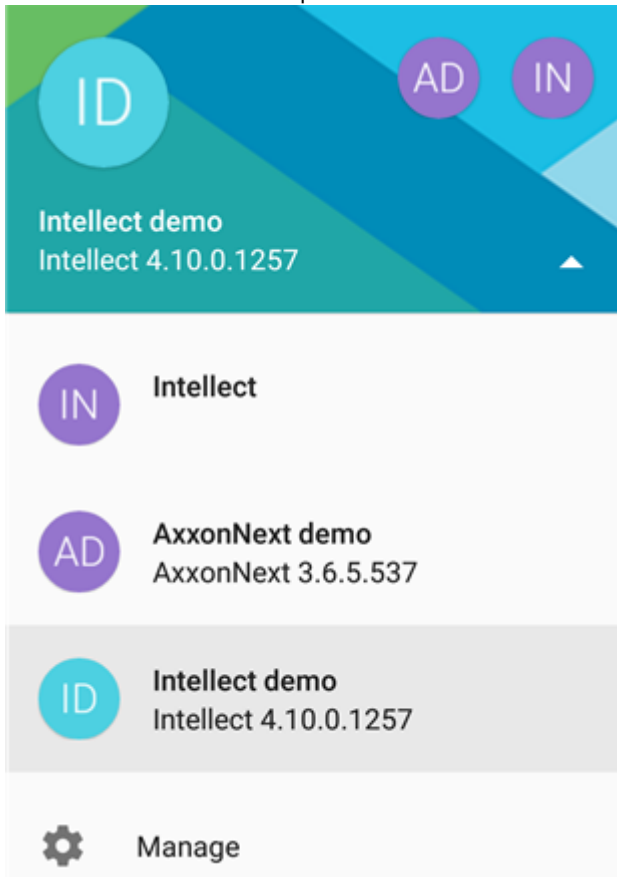 ID
AD
IN
Intellect demo
Intellect 4.10.0.1257
IN
Intellect
AD
AxxonNext demo
AxxonNext 3.6.5.537
ID
Intellect demo
Intellect 4.10.0.1257
Manage